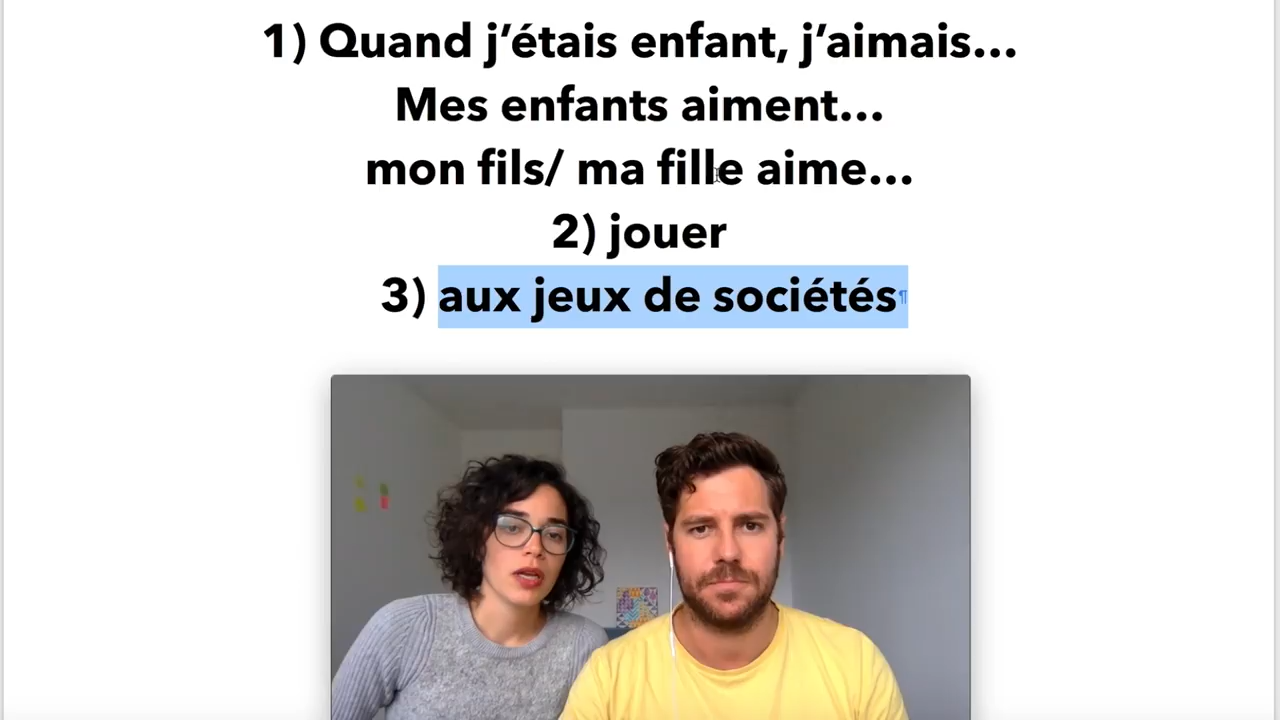 1) Quand j’étais enfant, j’aimais…
Mes enfants aiment…
mon fils/ ma fille aime…
2) jouer
3) aux jeux de sociétés¶